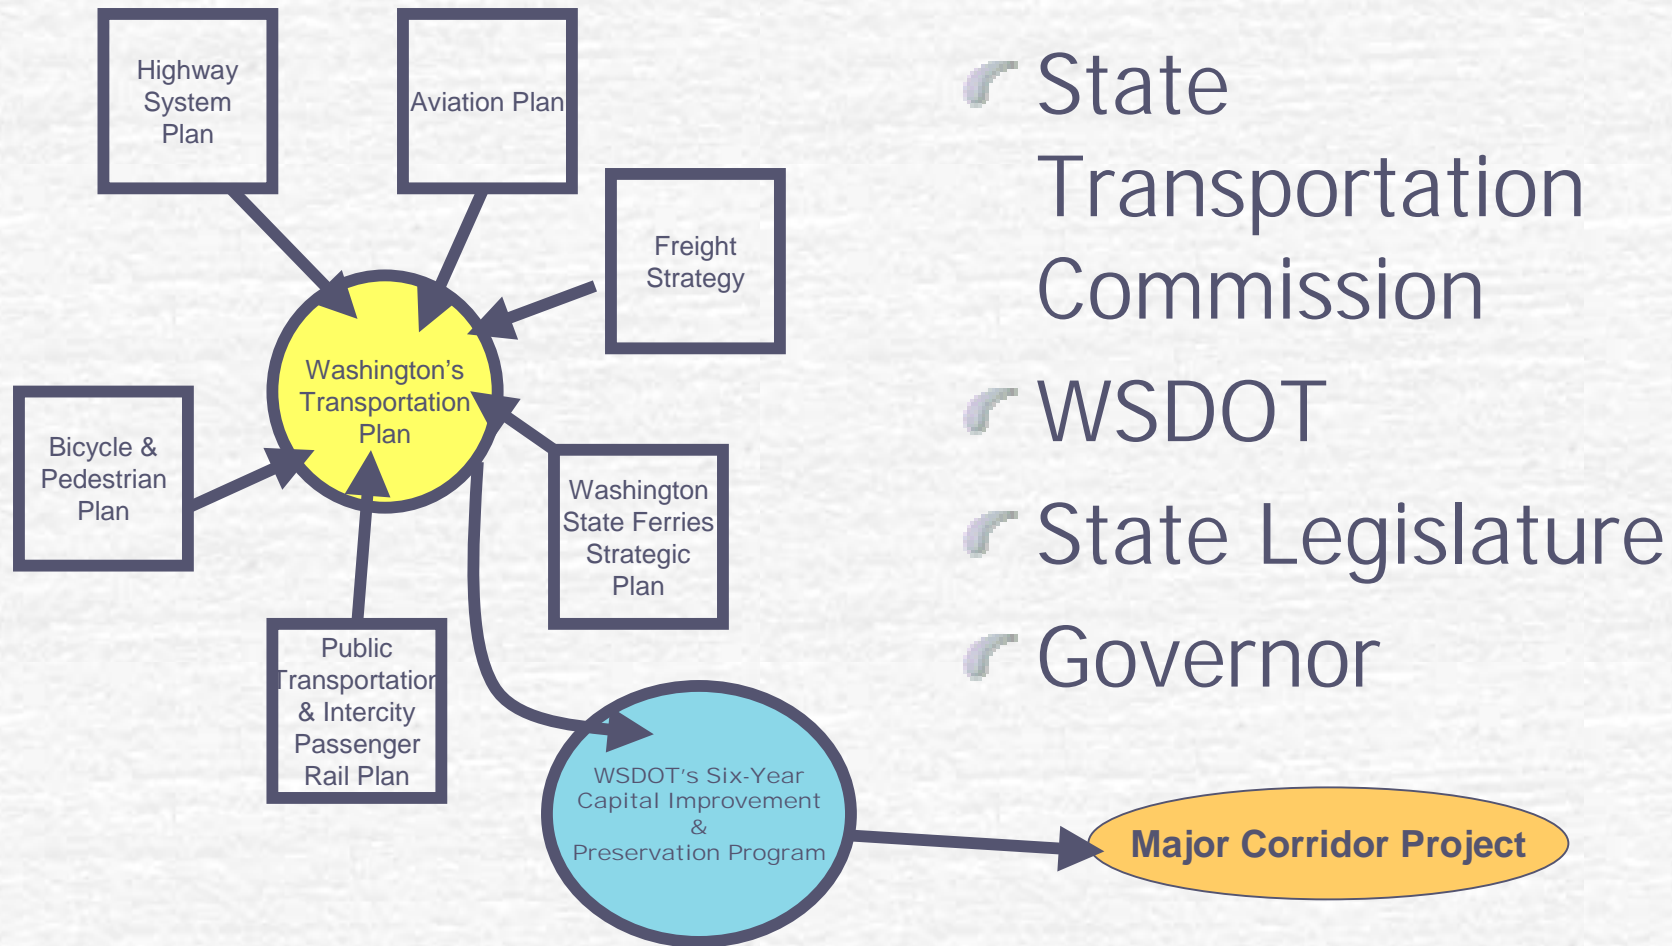 Highway
System
Plan
Aviation Plan
Freight
Strategy
Washington’s
Transportation
Plan
Bicycle &
Pedestrian
Plan
Washington
State Ferries
Strategic
Plan
Public
Transportation
& Intercity
Passenger
Rail Plan
WSDOT’s Six-Year
Capital Improvement
&
Preservation Program
Major Corridor Project
State
Transportation
Commission
WSDOT
State Legislature
Governor